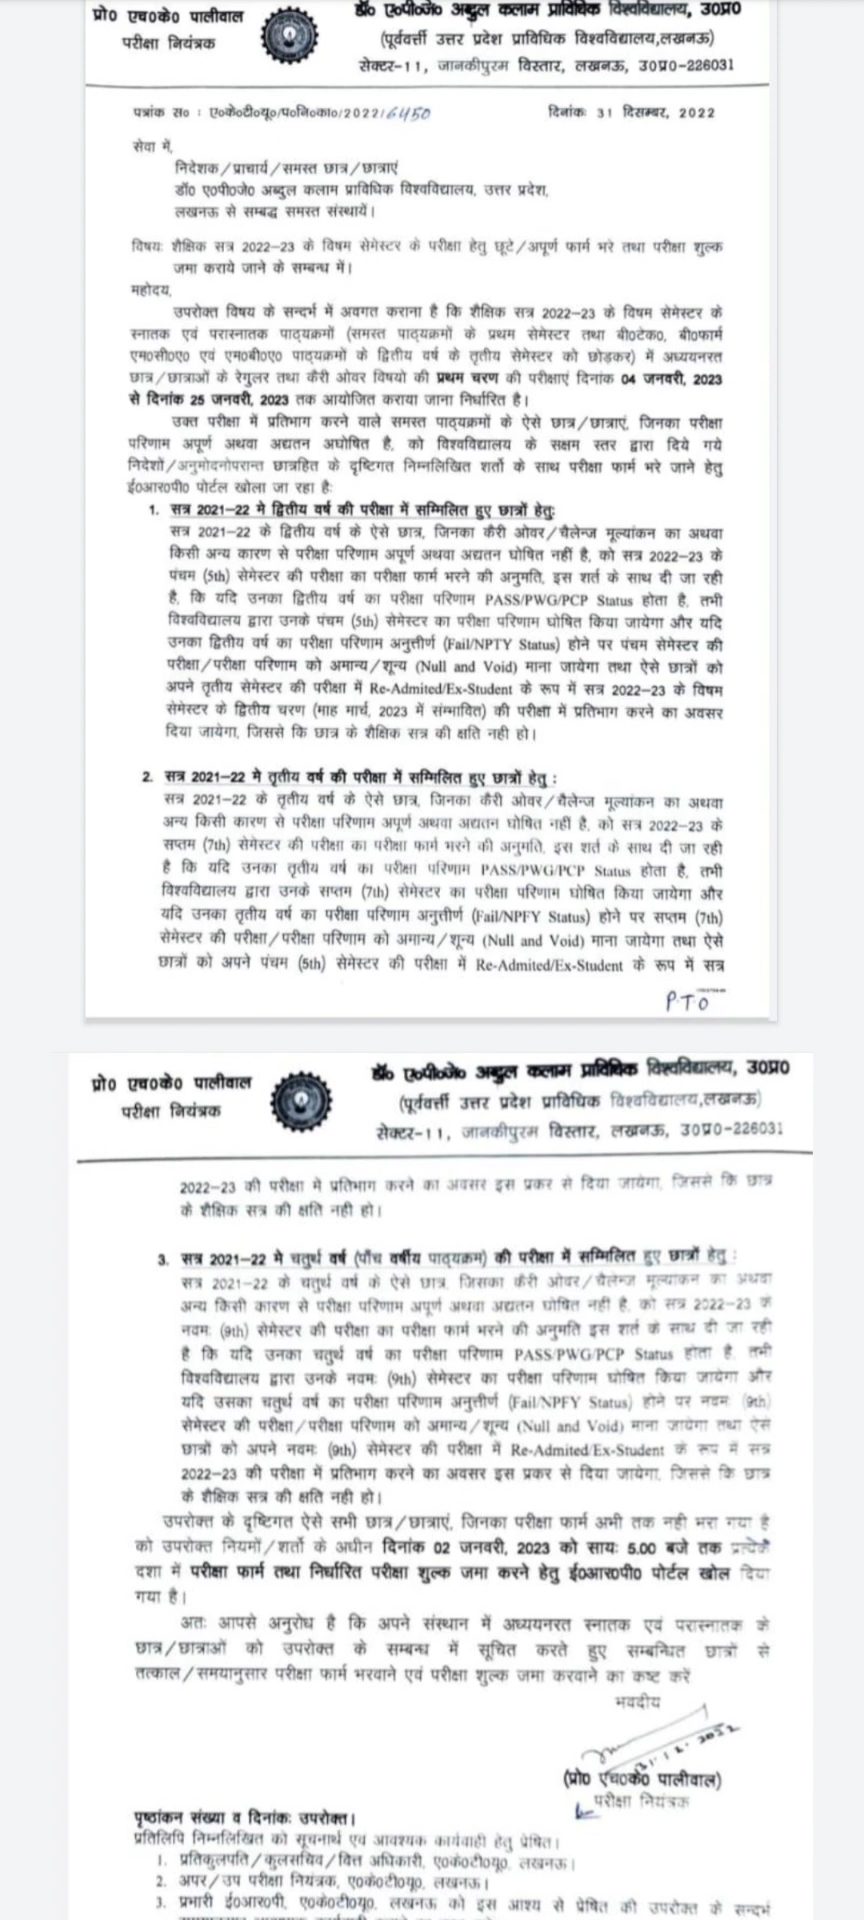 प्रो० एच०के० पालीवाल
परीक्षा नियंत्रक
डॉ० ए०पी०जे० अब्दुल कलाम प्राविधिक विश्वविद्यालय, उ०प्र०
(पूर्ववर्ती उत्तर प्रदेश प्राविधिक विश्वविद्यालय,लखनऊ)
सेक्टर-11, जानकीपुरम विस्तार, लखनऊ, उ०प्र०-226031
पत्रांक स० : ए०के०टी०यू०/प०नि०का०/2022/6450
दिनांकः 31 दिसम्बर, 2022
सेवा में,
निदेशक/प्राचार्य/समस्त छात्र/छात्राएं
डॉ० ए०पी०जे० अब्दुल कलाम प्राविधिक विश्वविद्यालय, उत्तर प्रदेश,
लखनऊ से सम्बद्ध समस्त संस्थायें।
विषयः शैक्षिक सत्र 2022-23 के विषम सेमेस्टर के परीक्षा हेतु छूटे/अपूर्ण फार्म भरे तथा परीक्षा शुल्क
जमा कराये जाने के सम्बन्ध में।
महोदय,
उपरोक्त विषय के सन्दर्भ में अवगत कराना है कि शैक्षिक सत्र 2022-23 के विषम सेमेस्टर के
स्नातक एवं परास्नातक पाठ्यक्रमों (समस्त पाठ्यक्रमों के प्रथम सेमेस्टर तथा बी०टेक०, बी०फार्म
एम०सी०ए० एवं एम०बी०ए० पाठ्यक्रमों के द्वितीय वर्ष के तृतीय सेमेस्टर को छोड़कर) में अध्ययनरत
छात्र/छात्राओं के रेगुलर तथा कैरी ओवर विषयो की प्रथम चरण की परीक्षाएं दिनांक 04 जनवरी, 2023
से दिनांक 25 जनवरी, 2023 तक आयोजित कराया जाना निर्धारित है।
उक्त परीक्षा में प्रतिभाग करने वाले समस्त पाठ्यक्रमों के ऐसे छात्र/छात्राएं, जिनका परीक्षा
परिणाम अपूर्ण अथवा अद्यतन अघोषित है, को विश्वविद्यालय के सक्षम स्तर द्वारा दिये गये
निर्देशों/अनुमोदनोपरान्त छात्रहित के दृष्टिगत निम्नलिखित शर्तो के साथ परीक्षा फार्म भरे जाने हेतु
ई०आर०पी० पोर्टल खोला जा रहा हैः
1. सत्र 2021-22 मे द्वितीय वर्ष की परीक्षा में सम्मिलित हुए छात्रों हेतुः
सत्र 2021-22 के द्वितीय वर्ष के ऐसे छात्र, जिनका कैरी ओवर/चैलेन्ज मूल्यांकन का अथवा
किसी अन्य कारण से परीक्षा परिणाम अपूर्ण अथवा अद्यतन घोषित नहीं है, को सत्र 2022-23 के
पंचम (5th) सेमेस्टर की परीक्षा का परीक्षा फार्म भरने की अनुमति, इस शर्त के साथ दी जा रही
है, कि यदि उनका द्वितीय वर्ष का परीक्षा परिणाम PASS/PWG/PCP Status होता है, तभी
विश्वविद्यालय द्वारा उनके पंचम (5th) सेमेस्टर का परीक्षा परिणाम घोषित किया जायेगा और यदि
उनका द्वितीय वर्ष का परीक्षा परिणाम अनुत्तीर्ण (Fail/NPTY Status) होने पर पंचम सेमेस्टर की
परीक्षा/परीक्षा परिणाम को अमान्य/शून्य (Null and Void) माना जायेगा तथा ऐसे छात्रों को
अपने तृतीय सेमेस्टर की परीक्षा में Re-Admited/Ex-Student के रूप में सत्र 2022-23 के विषम
सेमेस्टर के द्वितीय चरण (माह मार्च, 2023 में संम्भावित) की परीक्षा में प्रतिभाग करने का अवसर
दिया जायेगा, जिससे कि छात्र के शैक्षिक सत्र की क्षति नही हो।
2. सत्र 2021-22 मे तृतीय वर्ष की परीक्षा में सम्मिलित हुए छात्रों हेतु :
सत्र 2021-22 के तृतीय वर्ष के ऐसे छात्र, जिनका कैरी ओवर/चैलेन्ज मूल्यांकन का अथवा
अन्य किसी कारण से परीक्षा परिणाम अपूर्ण अथवा अद्यतन घोषित नहीं है, को सत्र 2022-23 के
सप्तम (7th) सेमेस्टर की परीक्षा का परीक्षा फार्म भरने की अनुमति, इस शर्त के साथ दी जा रही
है कि यदि उनका तृतीय वर्ष का परीक्षा परिणाम PASS/PWG/PCP Status होता है, तभी
विश्वविद्यालय द्वारा उनके सप्तम (7th) सेमेस्टर का परीक्षा परिणाम घोषित किया जायेगा और
यदि उनका तृतीय वर्ष का परीक्षा परिणाम अनुत्तीर्ण (Fail/NPFY Status) होने पर सप्तम (7th)
सेमेस्टर की परीक्षा/परीक्षा परिणाम को अमान्य/शून्य (Null and Void) माना जायेगा तथा ऐसे
छात्रों को अपने पंचम (5th) सेमेस्टर की परीक्षा में Re-Admited/Ex-Student के रूप में सत्र
P.T.O
प्रो० एच०के० पालीवाल
परीक्षा नियंत्रक
डॉ० ए०पी०जे० अब्दुल कलाम प्राविधिक विश्वविद्यालय, उ०प्र०
(पूर्ववर्ती उत्तर प्रदेश प्राविधिक विश्वविद्यालय,लखनऊ)
सेक्टर-11, जानकीपुरम विस्तार, लखनऊ, उ०प्र०-226031
2022-23 की परीक्षा मे प्रतिभाग करने का अवसर इस प्रकर से दिया जायेगा, जिससे कि छात्र
के शैक्षिक सत्र की क्षति नही हो।
3. सत्र 2021-22 मे चतुर्थ वर्ष (पाँच वर्षीय पाठ्यक्रम) की परीक्षा में सम्मिलित हुए छात्रों हेतु :
सत्र 2021-22 के चतुर्थ वर्ष के ऐसे छात्र, जिसका कैरी ओवर/चैलेन्ज मूल्यांकन का अथवा
अन्य किसी कारण से परीक्षा परिणाम अपूर्ण अथवा अद्यतन घोषित नही है, को सत्र 2022-23 के
नवमः (9th) सेमेस्टर की परीक्षा का परीक्षा फार्म भरने की अनुमति इस शर्त के साथ दी जा रही
है कि यदि उनका चतुर्थ वर्ष का परीक्षा परिणाम PASS/PWG/PCP Status होता है, तभी
विश्वविद्यालय द्वारा उनके नवमः (9th) सेमेस्टर का परीक्षा परिणाम घोषित किया जायेगा और
यदि उसका चतुर्थ वर्ष का परीक्षा परिणाम अनुत्तीर्ण (Fail/NPFY Status) होने पर नवमः (9th)
सेमेस्टर की परीक्षा/परीक्षा परिणाम को अमान्य/शून्य (Null and Void) माना जायेगा तथा ऐसे
छात्रों को अपने नवमः (9th) सेमेस्टर की परीक्षा में Re-Admited/Ex-Student के रूप में सत्र
2022-23 की परीक्षा में प्रतिभाग करने का अवसर इस प्रकर से दिया जायेगा, जिससे कि छात्र
के शैक्षिक सत्र की क्षति नही हो।
उपरोक्त के दृष्टिगत ऐसे सभी छात्र/छात्राएं, जिनका परीक्षा फार्म अभी तक नही भरा गया है
को उपरोक्त नियमों/शर्तो के अधीन दिनांक 02 जनवरी, 2023 को सायः 5.00 बजे तक प्रत्येक
दशा में परीक्षा फार्म तथा निर्धारित परीक्षा शुल्क जमा करने हेतु ई०आर०पी० पोर्टल खोल दिया
गया है।
अतः आपसे अनुरोध है कि अपने संस्थान में अध्ययनरत स्नातक एवं परास्नातक के
छात्र/छात्राओं को उपरोक्त के सम्बन्ध में सूचित करते हुए सम्बन्धित छात्रों से
तत्काल/समयानुसार परीक्षा फार्म भरवाने एवं परीक्षा शुल्क जमा करवाने का कष्ट करें
भवदीय
31.12.2022
(प्रो० एच०के० पालीवाल)
परीक्षा नियंत्रक
पृष्ठांकन संख्या व दिनांकः उपरोक्त।
प्रतिलिपि निम्नलिखित को सूचनार्थ एवं आवश्यक कार्यवाही हेतु प्रेषित।
1. प्रतिकुलपति/कुलसचिव/वित्त अधिकारी, ए०के०टी०यू०, लखनऊ।
2. अपर/उप परीक्षा नियंत्रक, ए०के०टी०यू०, लखनऊ।
3. प्रभारी ई०आरपी, ए०के०टी०यू०, लखनऊ को इस आशय से प्रेषित की उपरोक्त के सन्दर्भ